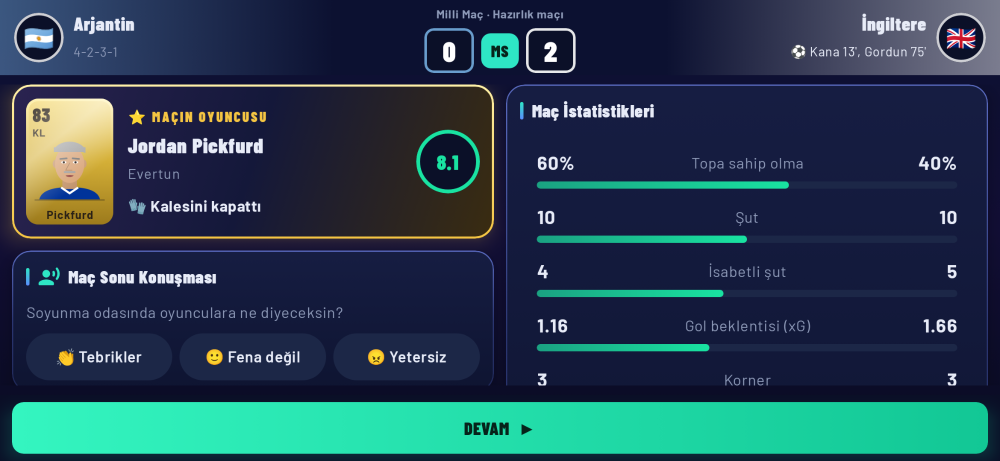 Arjantin
4-2-3-1
Milli Maç · Hazırlık maçı
0 MS 2
İngiltere
Kana 13', Gordun 75'
83
KL
Pickfurd
MAÇIN OYUNCUSU
Jordan Pickfurd
Evertun
Kalesini kapattı
8.1
Maç Sonu Konuşması
Soyunma odasında oyunculara ne diyeceksin?
Tebrikler
Fena değil
Yetersiz
Maç İstatistikleri
60% Topa sahip olma 40%
10 Şut 10
4 İsabetli şut 5
1.16 Gol beklentisi (xG) 1.66
3 Korner 3
DEVAM ►